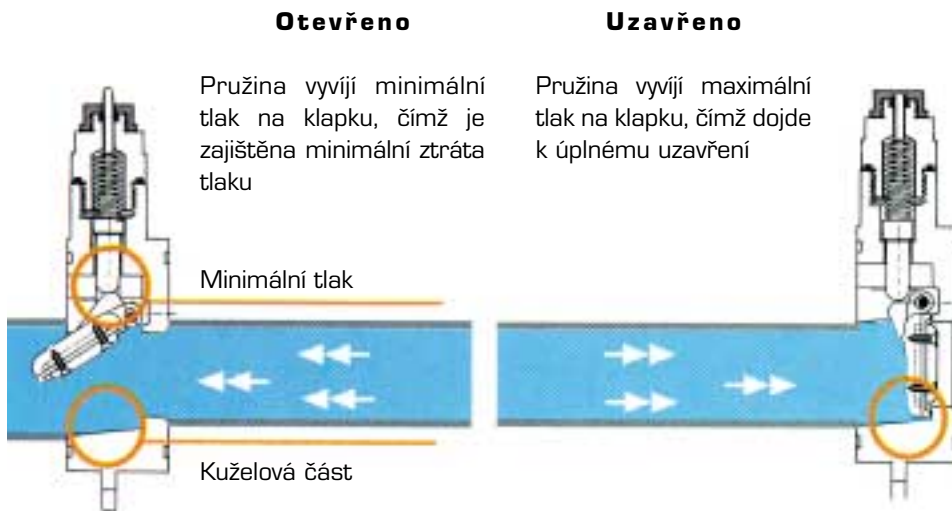 Otevřeno
Pružina vyvíjí minimální
tlak na klapku, čímž je
zajištěna minimální ztráta
tlaku
Uzavřeno
Pružina vyvíjí maximální
tlak na klapku, čímž dojde
k úplnému uzavření
Minimální tlak
Kuželová část